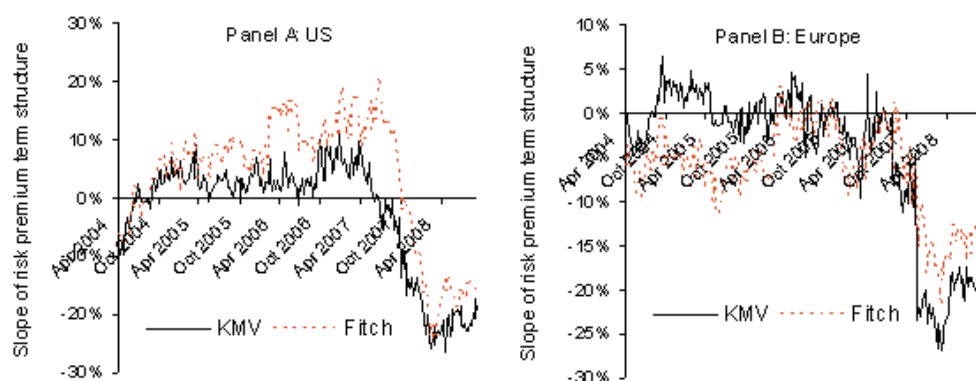 Panel A: US
Slope of risk premium term structure
30%
20%
10%
0%
-10%
-20%
-30%
Apr 2004
Oct 2004
Apr 2005
Oct 2005
Apr 2006
Oct 2006
Apr 2007
Oct 2007
Apr 2008
KMV
Fitch
Panel B: Europe
Slope of risk premium term structure
10%
5%
0%
-5%
-10%
-15%
-20%
-25%
-30%
Apr 2004
Oct 2004
Apr 2005
Oct 2005
Apr 2006
Oct 2006
Apr 2007
Oct 2007
Apr 2008
KMV
Fitch